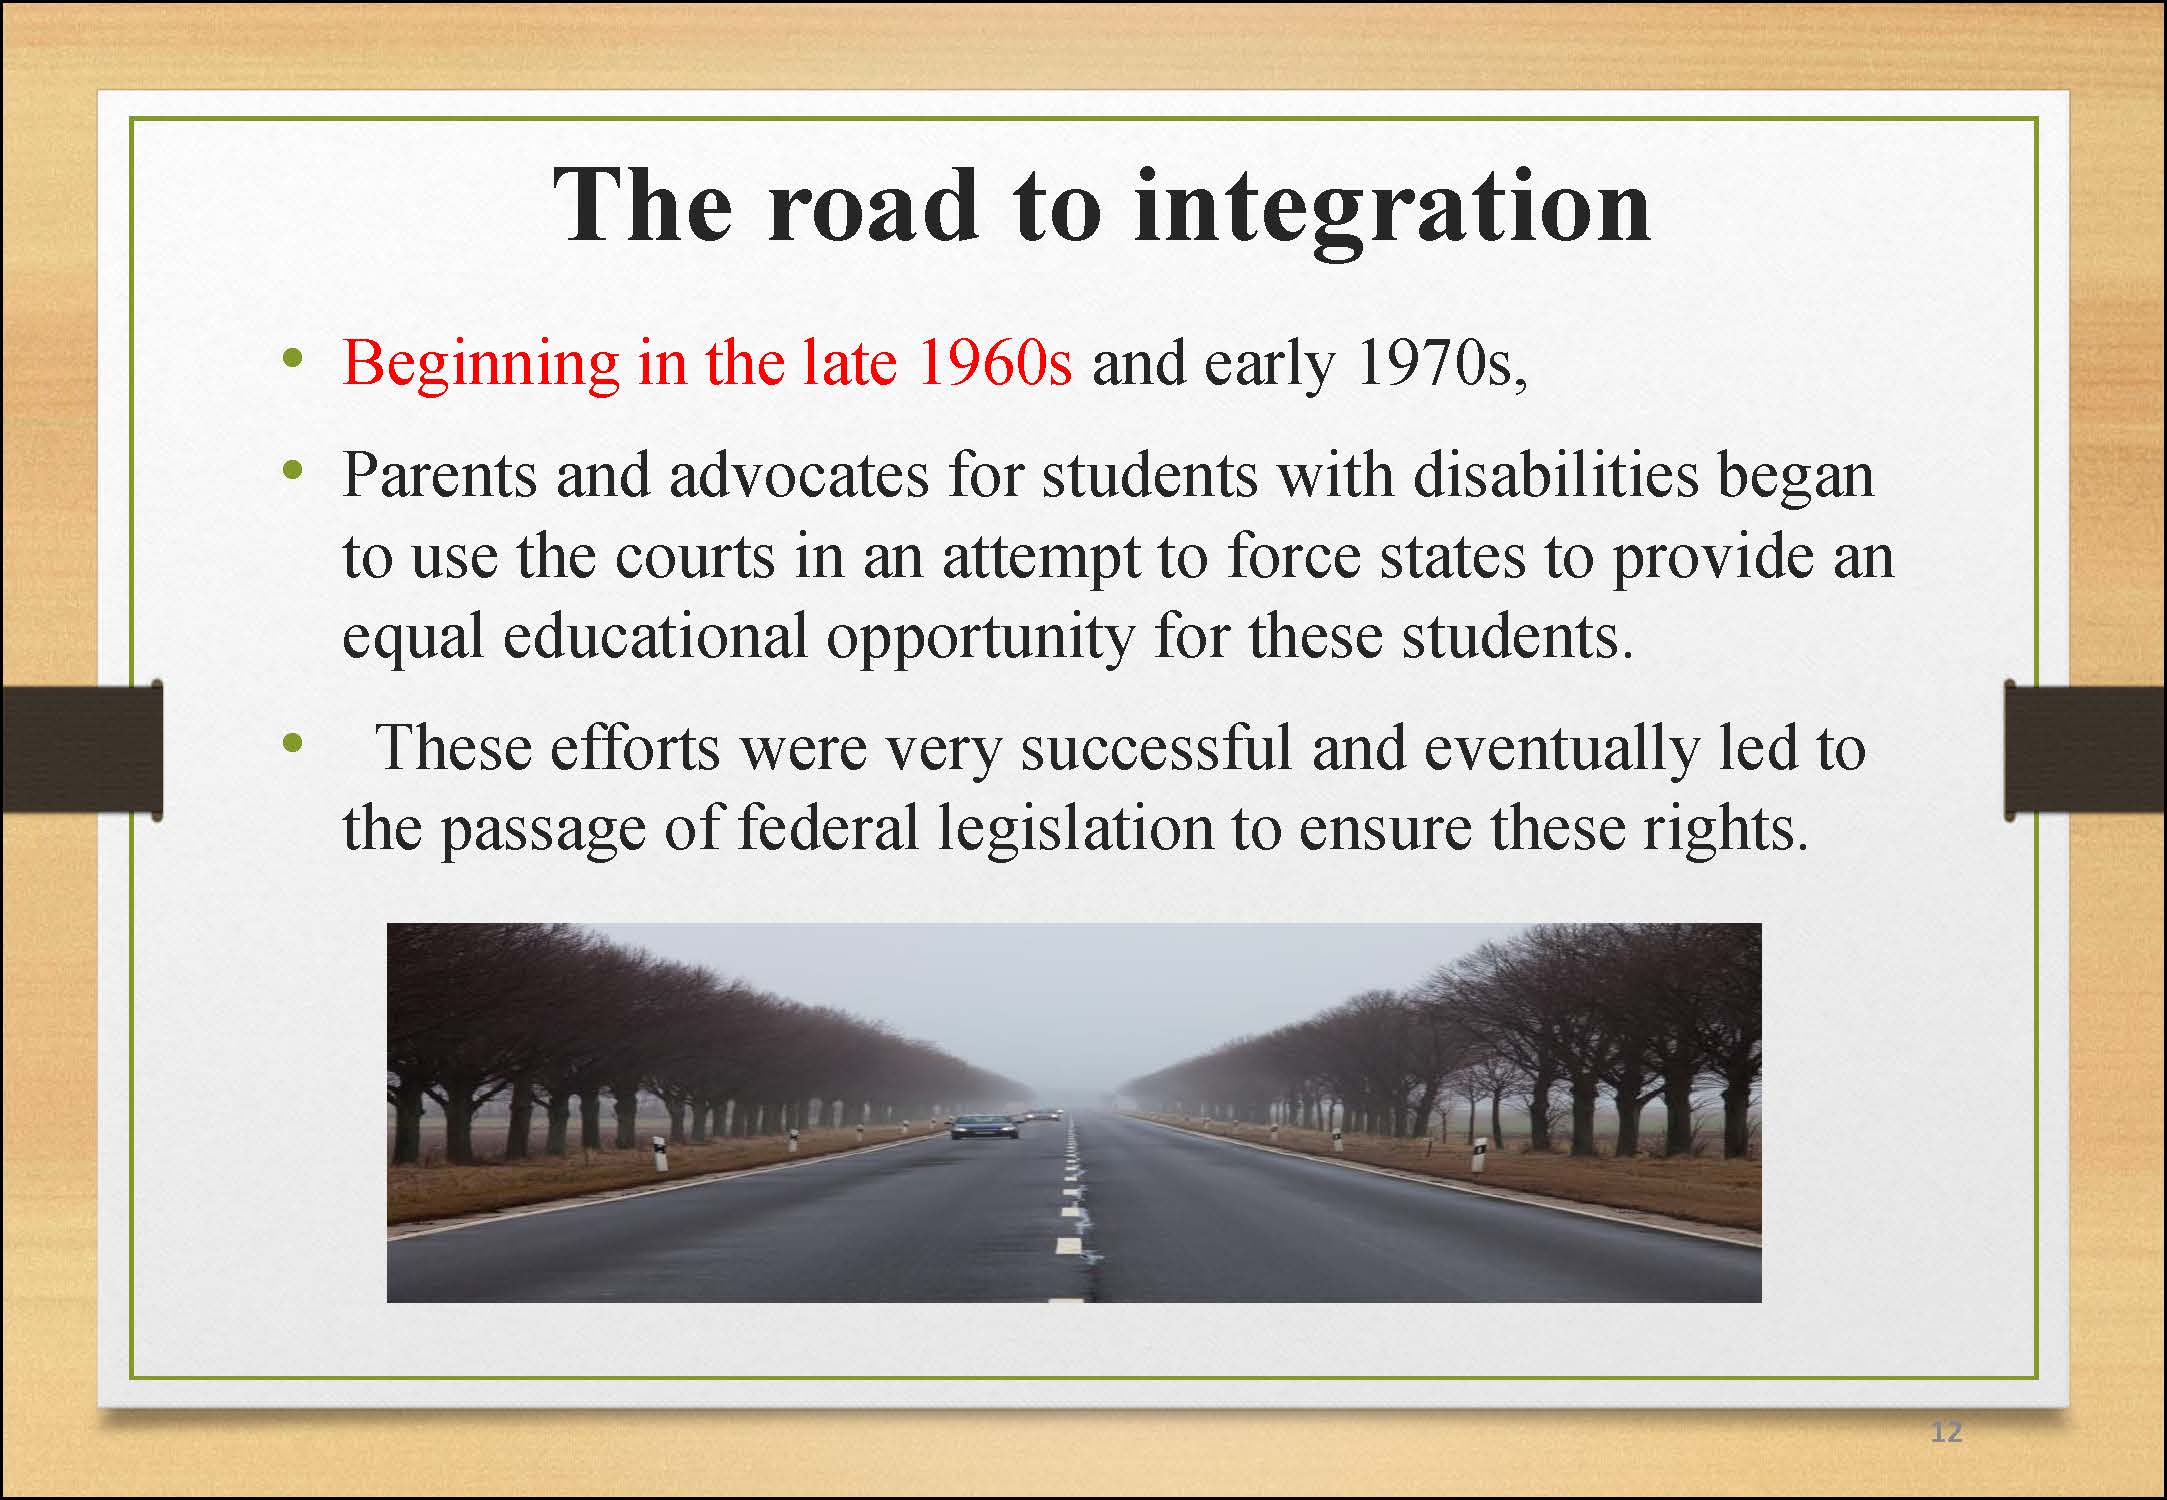 The road to integration
• Beginning in the late 1960s and early 1970s,
• Parents and advocates for students with disabilities began
to use the courts in an attempt to force states to provide an
equal educational opportunity for these students.
• These efforts were very successful and eventually led to
the passage of federal legislation to ensure these rights.
12